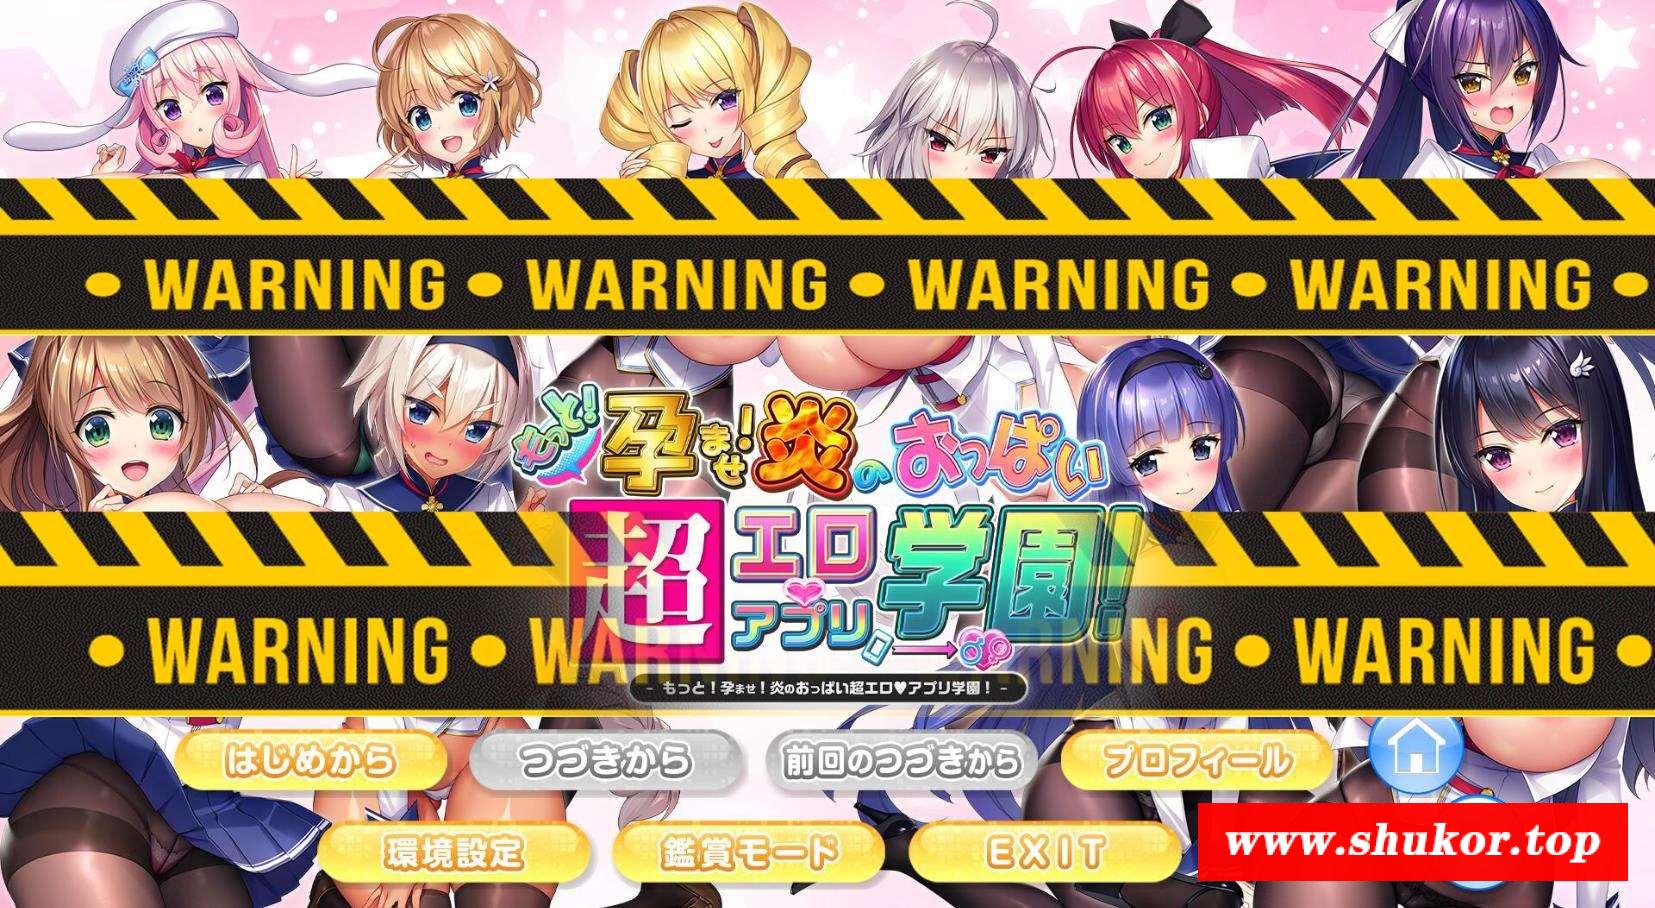 WARNING ● WARNING ● WARNING ● WARNING
もっと!!孕ませ!炎のおっぱい
超エロ♥アプリ学園!
WARNING ● WARNING WARNING ● WARNING
- もっと！孕ませ！炎のおっぱい超エロ♥アプリ学園！ -
はじめから
つづきから
前回のつづきから
プロフィール
環境設定
鑑賞モード
EXIT
www.shukor.top